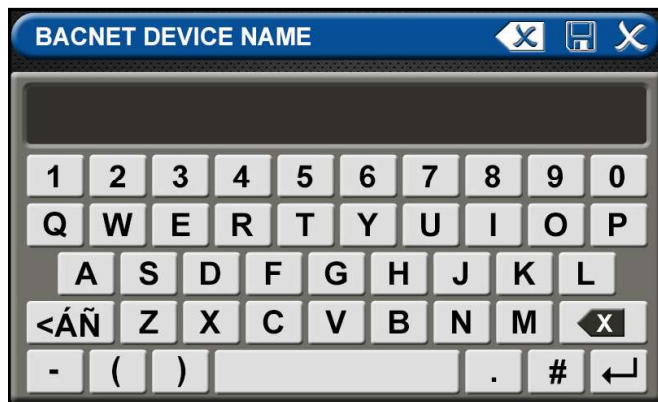 BACNET DEVICE NAME
1 2 3 4 5 6 7 8 9 0
Q W E R T Y U I O P
A S D F G H J K L
<ÁÑ Z X C V B N M X
- ( ) . #